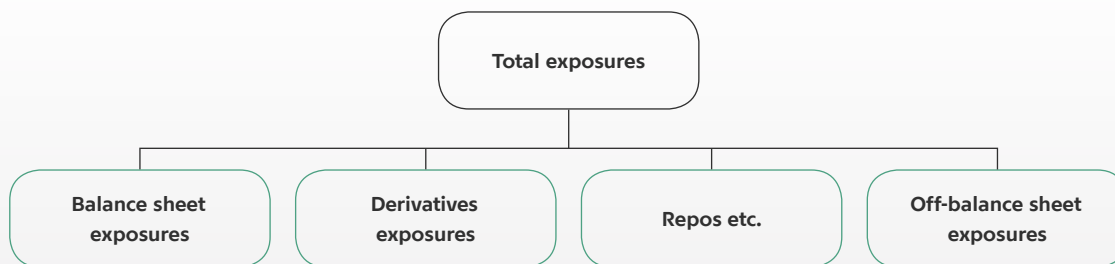 Total exposures
Balance sheet
exposures
Derivatives
exposures
Repos etc.
Off-balance sheet
exposures